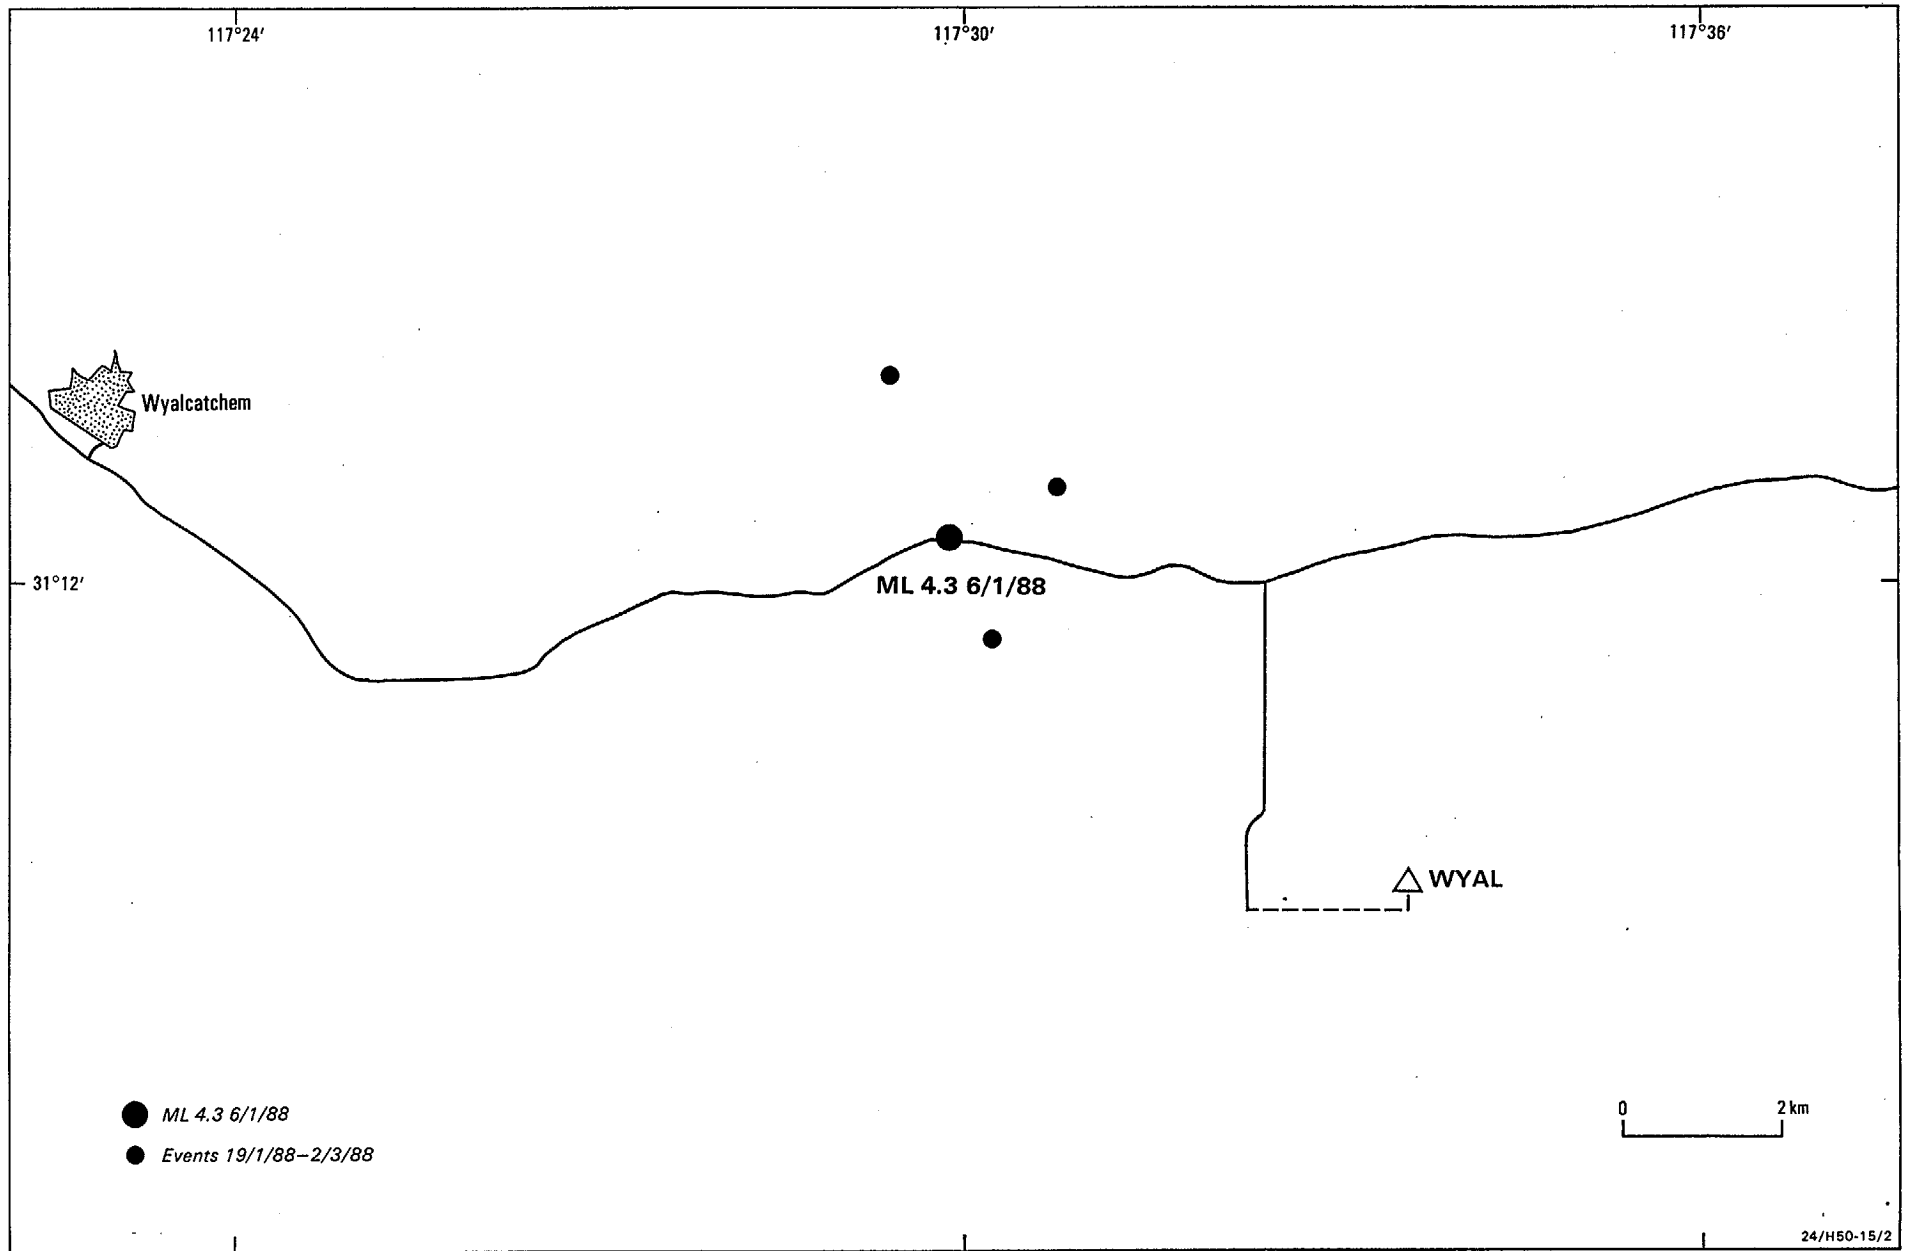 117°24′
117°30′
117°36′
Wyalcatchem
31°12′
ML 4.3 6/1/88
WYAL
ML 4.3 6/1/88
Events 19/1/88–2/3/88
0 2 km
24/H50-15/2